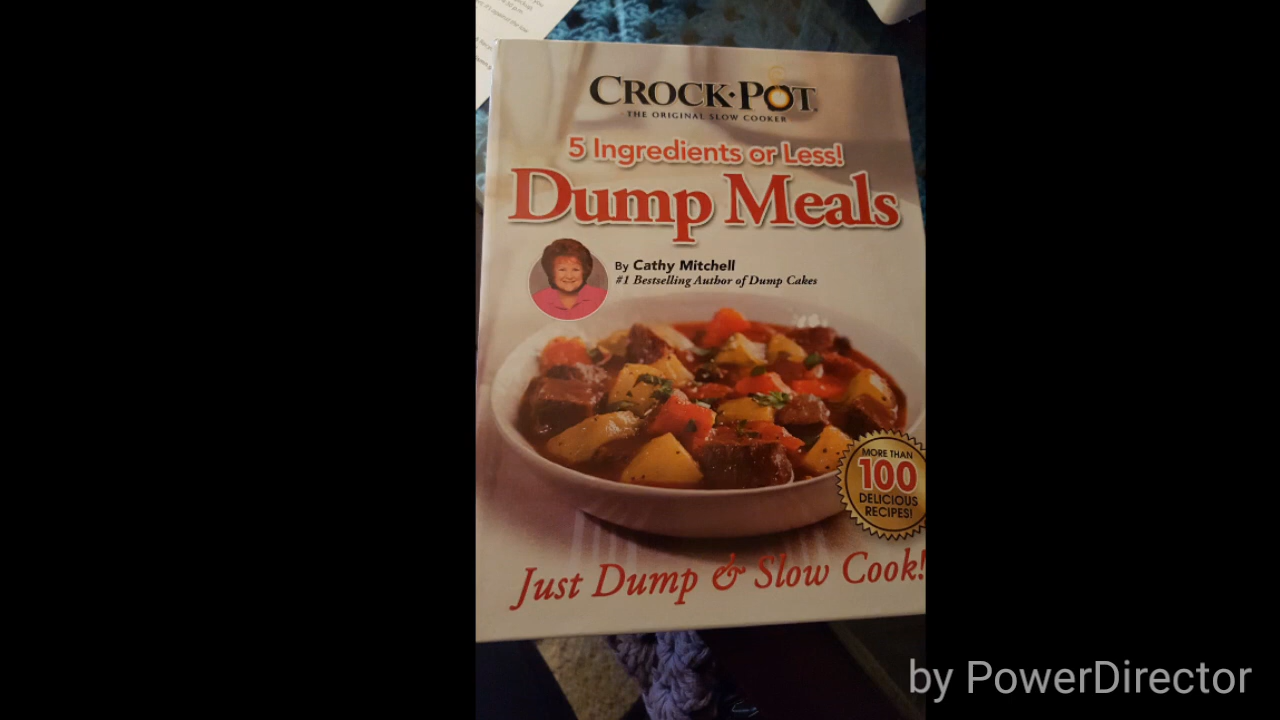 CROCK·POT®
THE ORIGINAL SLOW COOKER
5 Ingredients or Less!
Dump Meals
By Cathy Mitchell
#1 Bestselling Author of Dump Cakes
MORE THAN
100
DELICIOUS
RECIPES!
Just Dump & Slow Cook!
by PowerDirector